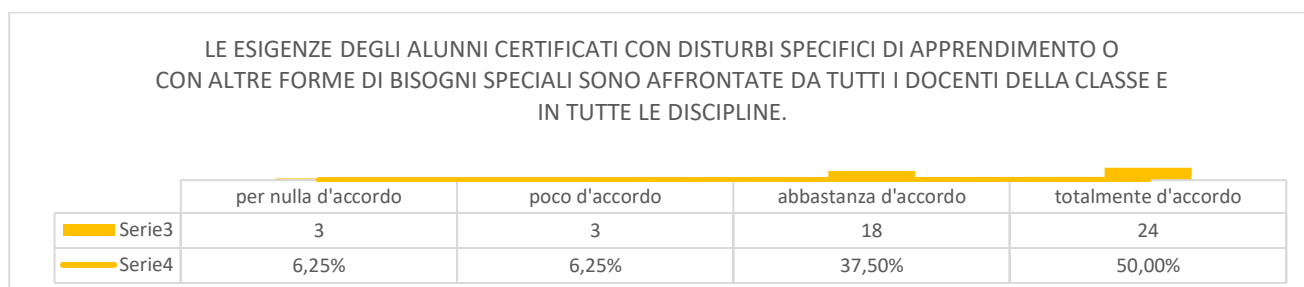 LE ESIGENZE DEGLI ALUNNI CERTIFICATI CON DISTURBI SPECIFICI DI APPRENDIMENTO O
CON ALTRE FORME DI BISOGNI SPECIALI SONO AFFRONTATE DA TUTTI I DOCENTI DELLA CLASSE E
IN TUTTE LE DISCIPLINE.
per nulla d'accordo poco d'accordo abbastanza d'accordo totalmente d'accordo
Serie3 3 3 18 24
Serie4 6,25% 6,25% 37,50% 50,00%